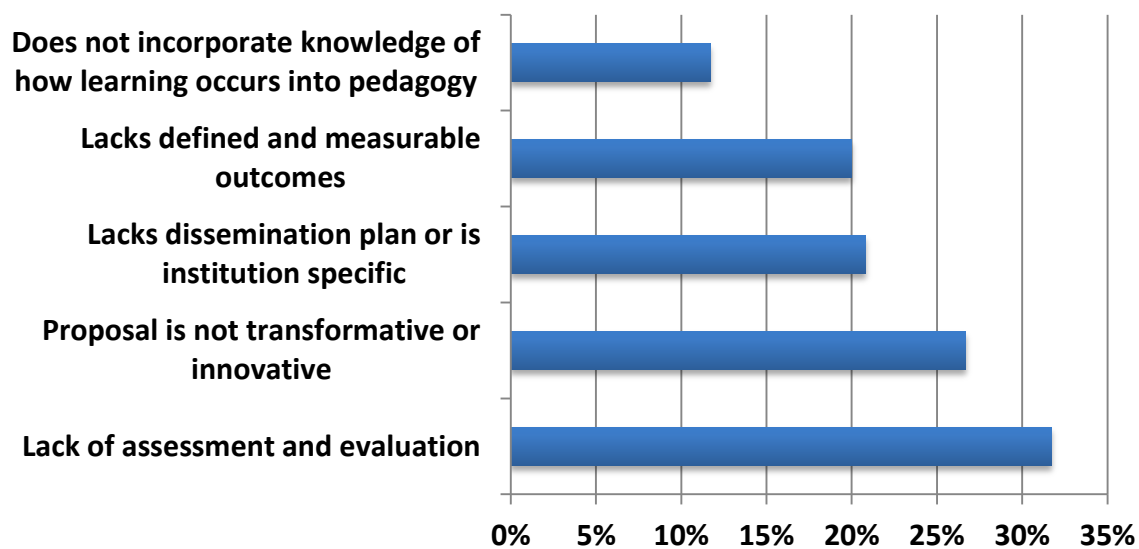 Does not incorporate knowledge of
how learning occurs into pedagogy
Lacks defined and measurable
outcomes
Lacks dissemination plan or is
institution specific
Proposal is not transformative or
innovative
Lack of assessment and evaluation
0% 5% 10% 15% 20% 25% 30% 35%